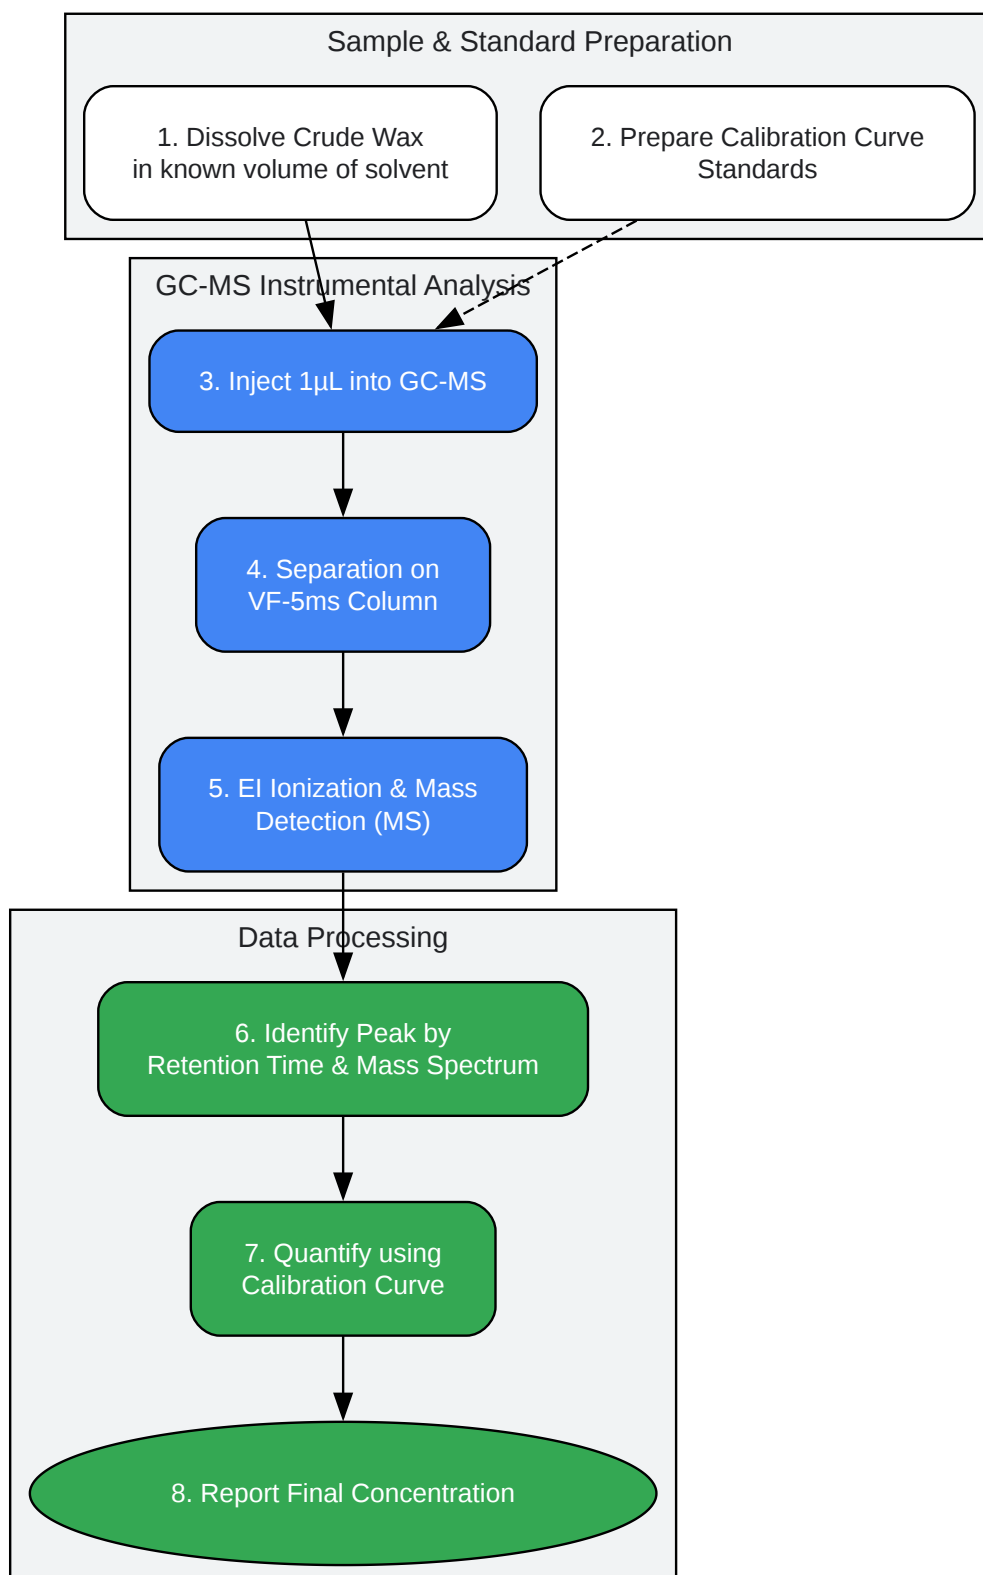 Sample & Standard Preparation
1. Dissolve Crude Wax
in known volume of solvent
2. Prepare Calibration Curve
Standards
GC-MS Instrumental Analysis
3. Inject 1µL into GC-MS
4. Separation on
VF-5ms Column
5. EI Ionization & Mass
Detection (MS)
Data Processing
6. Identify Peak by
Retention Time & Mass Spectrum
7. Quantify using
Calibration Curve
8. Report Final Concentration